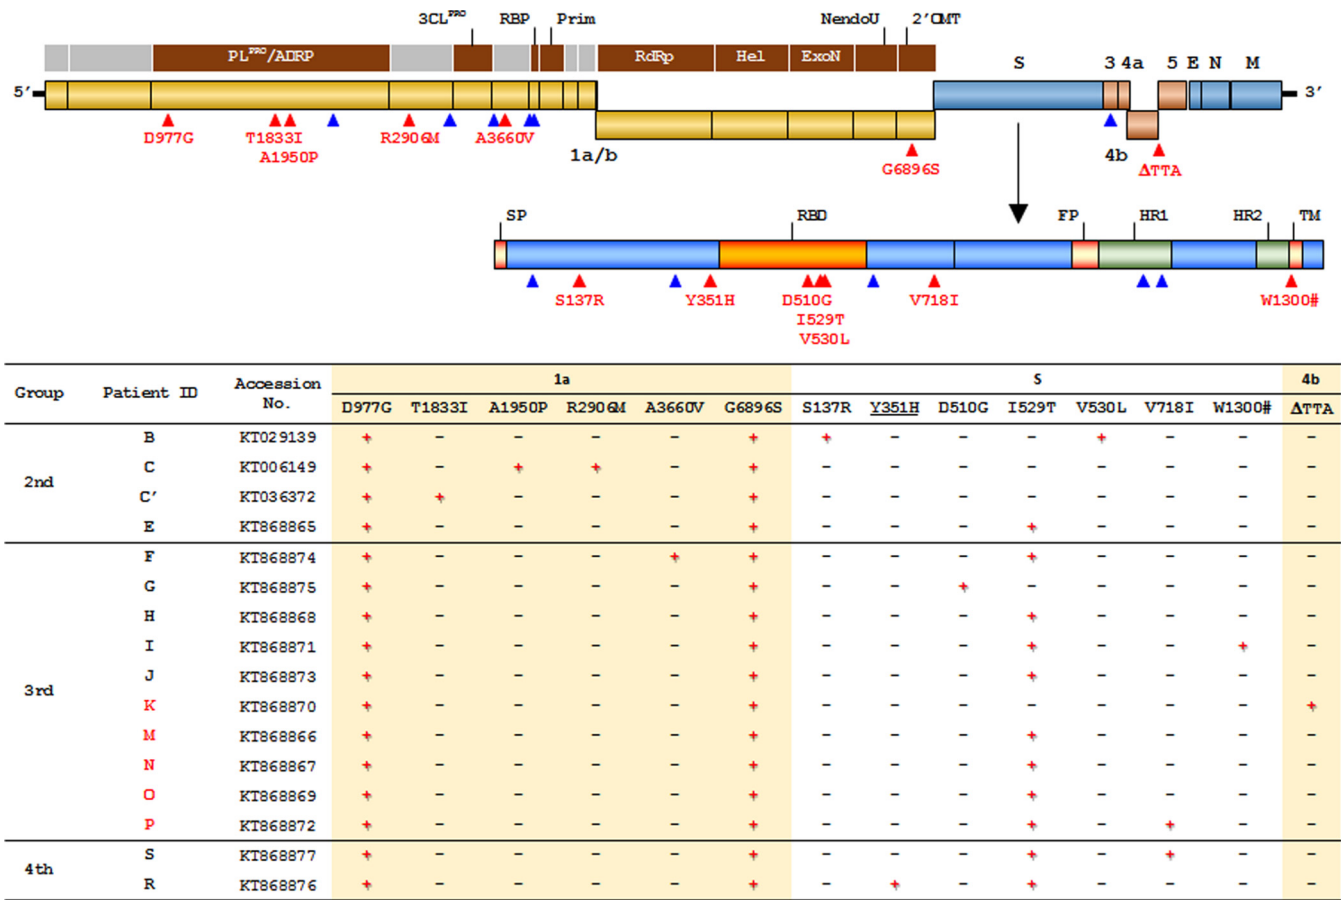 3CLᴾᴿᴼ RBP Prim NendoU 2'OMT
PLᴾᴿᴼ/ADRP RdRp Hel ExoN S 3 4a 5 E N M
5' 3'
D977G T1833I R2906M A3660V
A1950P 1a/b 4b
G6896S ΔTTA
SP RBD FP HR1 HR2 TM
S137R Y351H D510G V718I W1300#
I529T
V530L
Group Patient ID Accession No. 1a S 4b
D977G T1833I A1950P R2906M A3660V G6896S S137R Y351H D510G I529T V530L V718I W1300# ΔTTA
2nd
B KT029139 + - - - - + + - - - + - - -
C KT006149 + - + + - + - - - - - - - -
C' KT036372 + + - - - + - - - - - - - -
E KT868865 + - - - - + - - - + - - - -
3rd
F KT868874 + - - - + + - - - + - - - -
G KT868875 + - - - - + - - + - - - - -
H KT868868 + - - - - + - - - + - - - -
I KT868871 + - - - - + - - - + - - + -
J KT868873 + - - - - + - - - + - - - -
K KT868870 + - - - - + - - - - - - - +
M KT868866 + - - - - + - - - + - - - -
N KT868867 + - - - - + - - - + - - - -
O KT868869 + - - - - + - - - + - - - -
P KT868872 + - - - - + - - - + - + - -
4th
S KT868877 + - - - - + - - - + - + - -
R KT868876 + - - - - + - + - + - - - -